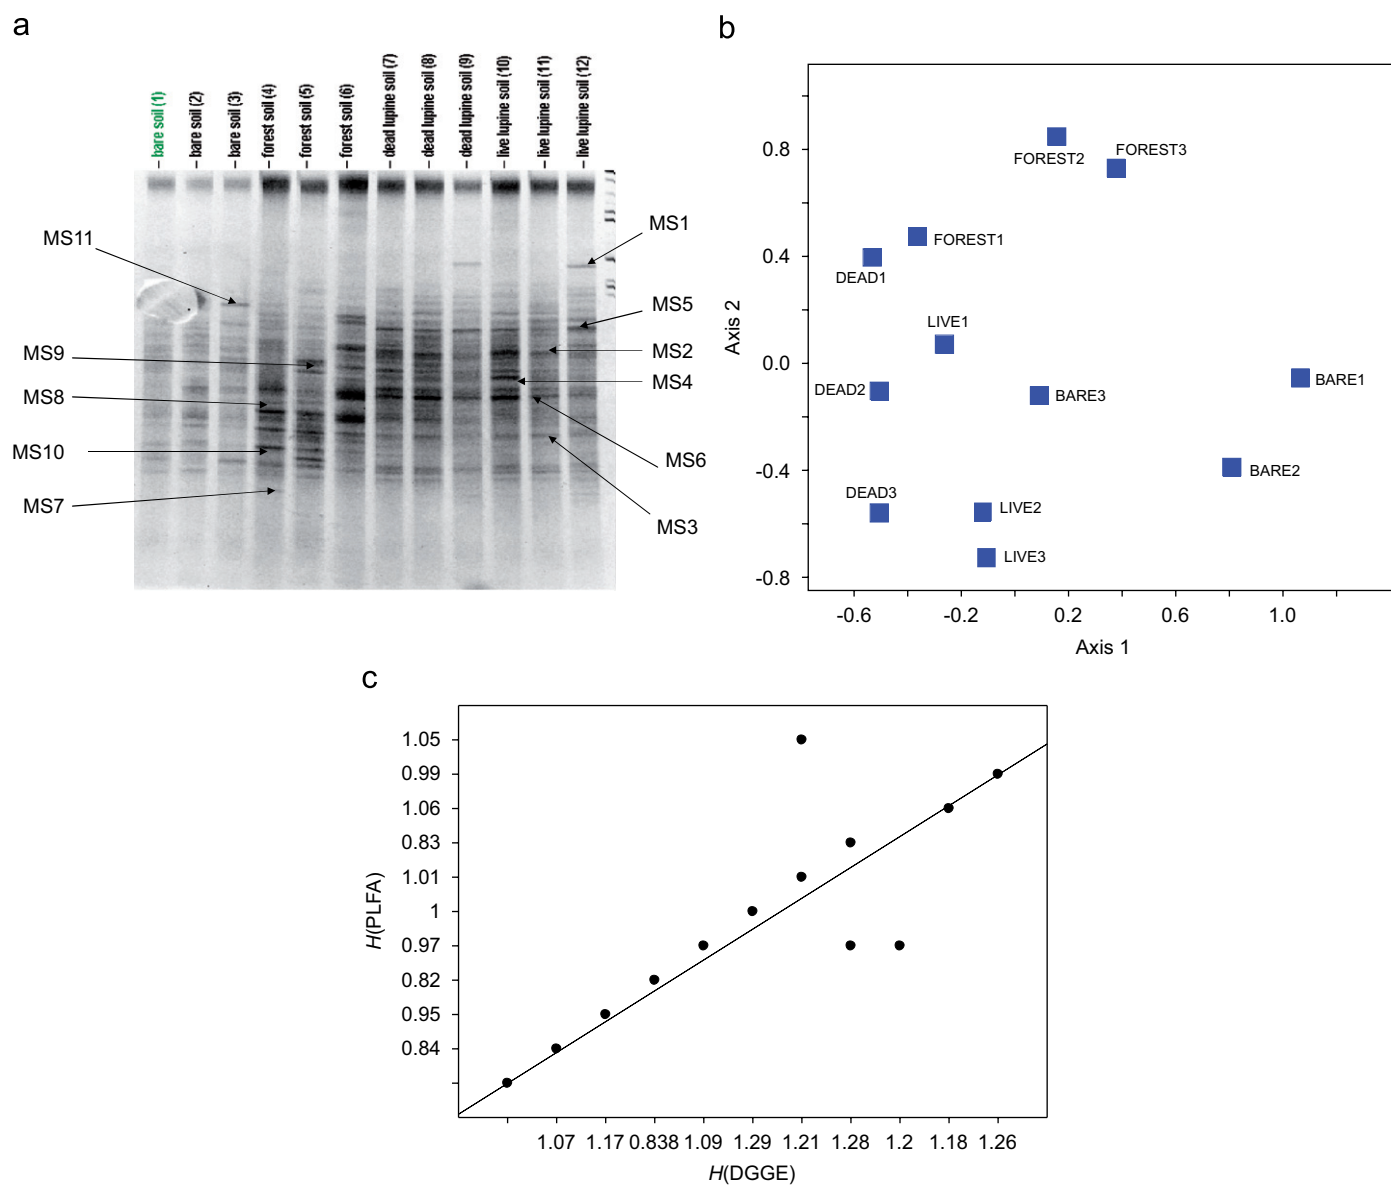 a
bare soil (1)
bare soil (2)
bare soil (3)
forest soil (4)
forest soil (5)
forest soil (6)
dead lupine soil (7)
dead lupine soil (8)
dead lupine soil (9)
live lupine soil (10)
live lupine soil (11)
live lupine soil (12)
MS11
MS9
MS8
MS10
MS7
MS1
MS5
MS2
MS4
MS6
MS3
b
Axis 2
0.8
0.4
0.0
-0.4
-0.8
FOREST2
FOREST3
FOREST1
DEAD1
LIVE1
DEAD2
BARE3
BARE1
BARE2
DEAD3
LIVE2
LIVE3
-0.6 -0.2 0.2 0.6 1.0
Axis 1
c
H(PLFA)
1.05
0.99
1.06
0.83
1.01
1
0.97
0.82
0.95
0.84
1.07 1.17 0.838 1.09 1.29 1.21 1.28 1.2 1.18 1.26
H(DGGE)